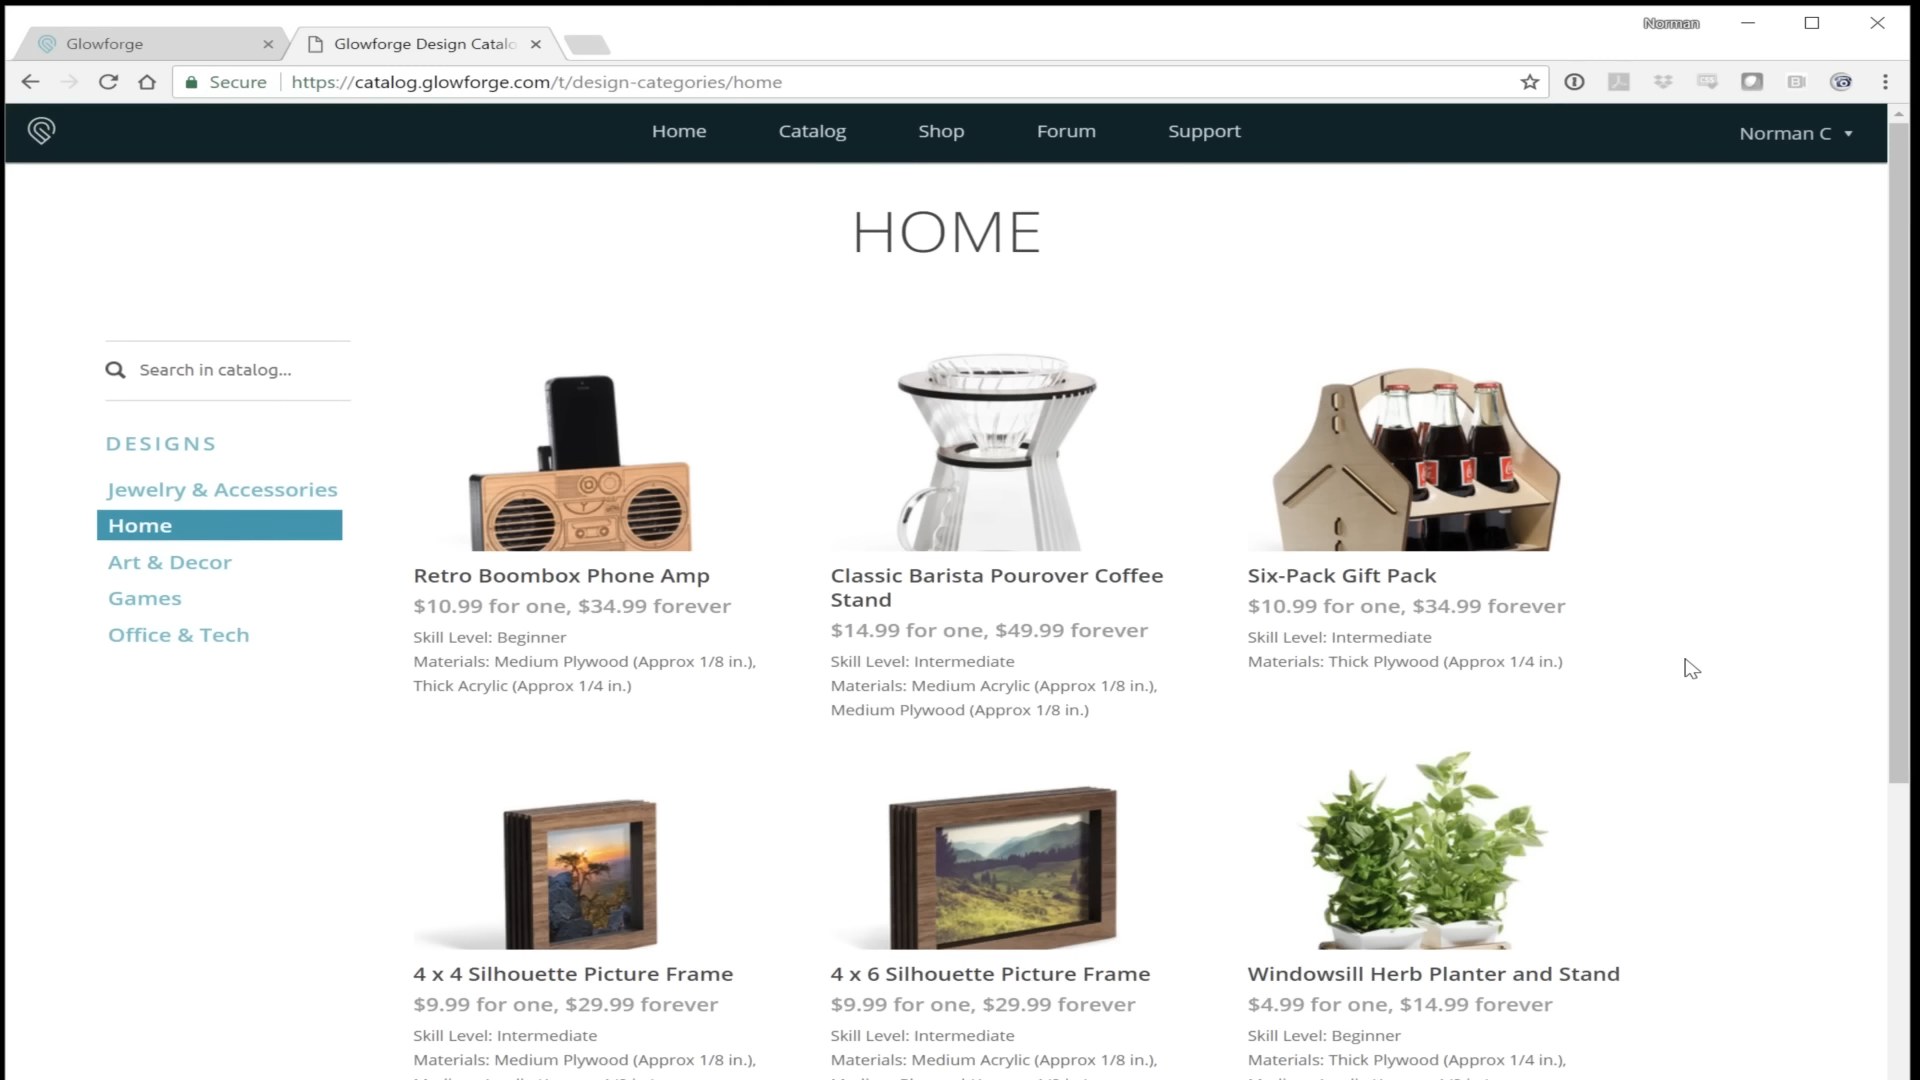 Norman
Glowforge
Glowforge Design Catalo
Secure
https://catalog.glowforge.com/t/design-categories/home
Home
Catalog
Shop
Forum
Support
Norman C
HOME
Search in catalog...
DESIGNS
Jewelry & Accessories
Home
Art & Decor
Games
Office & Tech
Retro Boombox Phone Amp
$10.99 for one, $34.99 forever
Skill Level: Beginner
Materials: Medium Plywood (Approx 1/8 in.),
Thick Acrylic (Approx 1/4 in.)
Classic Barista Pourover Coffee
Stand
$14.99 for one, $49.99 forever
Skill Level: Intermediate
Materials: Medium Acrylic (Approx 1/8 in.),
Medium Plywood (Approx 1/8 in.)
Six-Pack Gift Pack
$10.99 for one, $34.99 forever
Skill Level: Intermediate
Materials: Thick Plywood (Approx 1/4 in.)
4 x 4 Silhouette Picture Frame
$9.99 for one, $29.99 forever
Skill Level: Intermediate
Materials: Medium Plywood (Approx 1/8 in.),
4 x 6 Silhouette Picture Frame
$9.99 for one, $29.99 forever
Skill Level: Intermediate
Materials: Medium Acrylic (Approx 1/8 in.),
Windowsill Herb Planter and Stand
$4.99 for one, $14.99 forever
Skill Level: Beginner
Materials: Thick Plywood (Approx 1/4 in.),